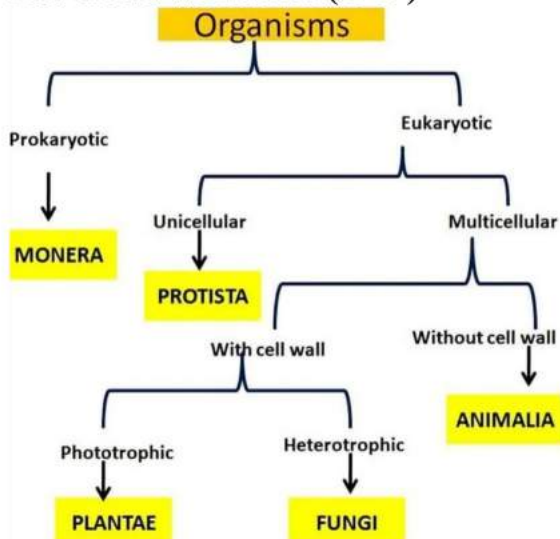 Organisms
Prokaryotic
Eukaryotic
Unicellular
Multicellular
MONERA
PROTISTA
With cell wall
Without cell wall
ANIMALIA
Phototrophic
Heterotrophic
PLANTAE
FUNGI